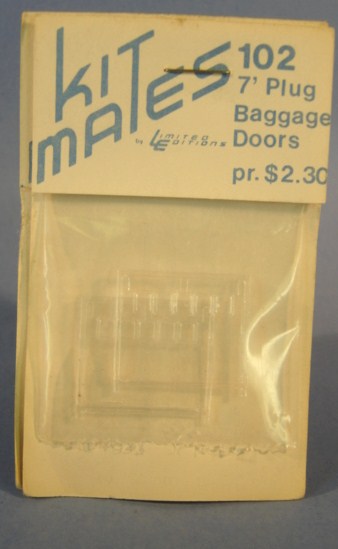 KIT
MATES
by LIMITED
EDITIONS
102
7' Plug
Baggage
Doors
pr. $2.30